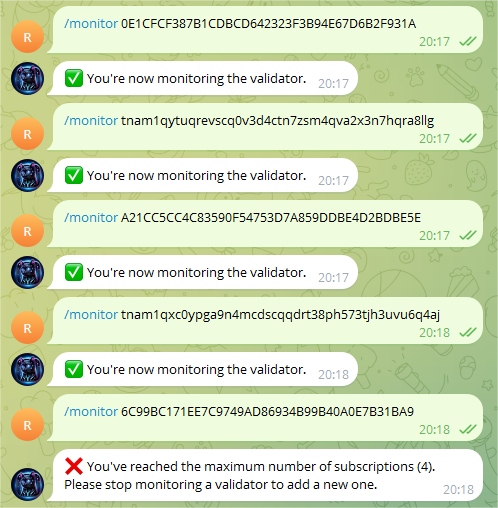 /monitor 0E1CFCF387B1CDBCD642323F3B94E67D6B2F931A
20:17
R
✅ You're now monitoring the validator. 20:17
/monitor tnam1qytuqrevscq0v3d4ctn7zsm4qva2x3n7hqra8llg
20:17
R
✅ You're now monitoring the validator. 20:17
/monitor A21CC5CC4C83590F54753D7A859DDBE4D2BDBE5E
20:17
R
✅ You're now monitoring the validator. 20:17
/monitor tnam1qxc0ypga9n4mcdscqqdrt38ph573tjh3uvu6q4aj
20:18
R
✅ You're now monitoring the validator. 20:18
/monitor 6C99BC171EE7C9749AD86934B99B40A0E7B31BA9
20:18
R
❌ You've reached the maximum number of subscriptions (4).
Please stop monitoring a validator to add a new one. 20:18